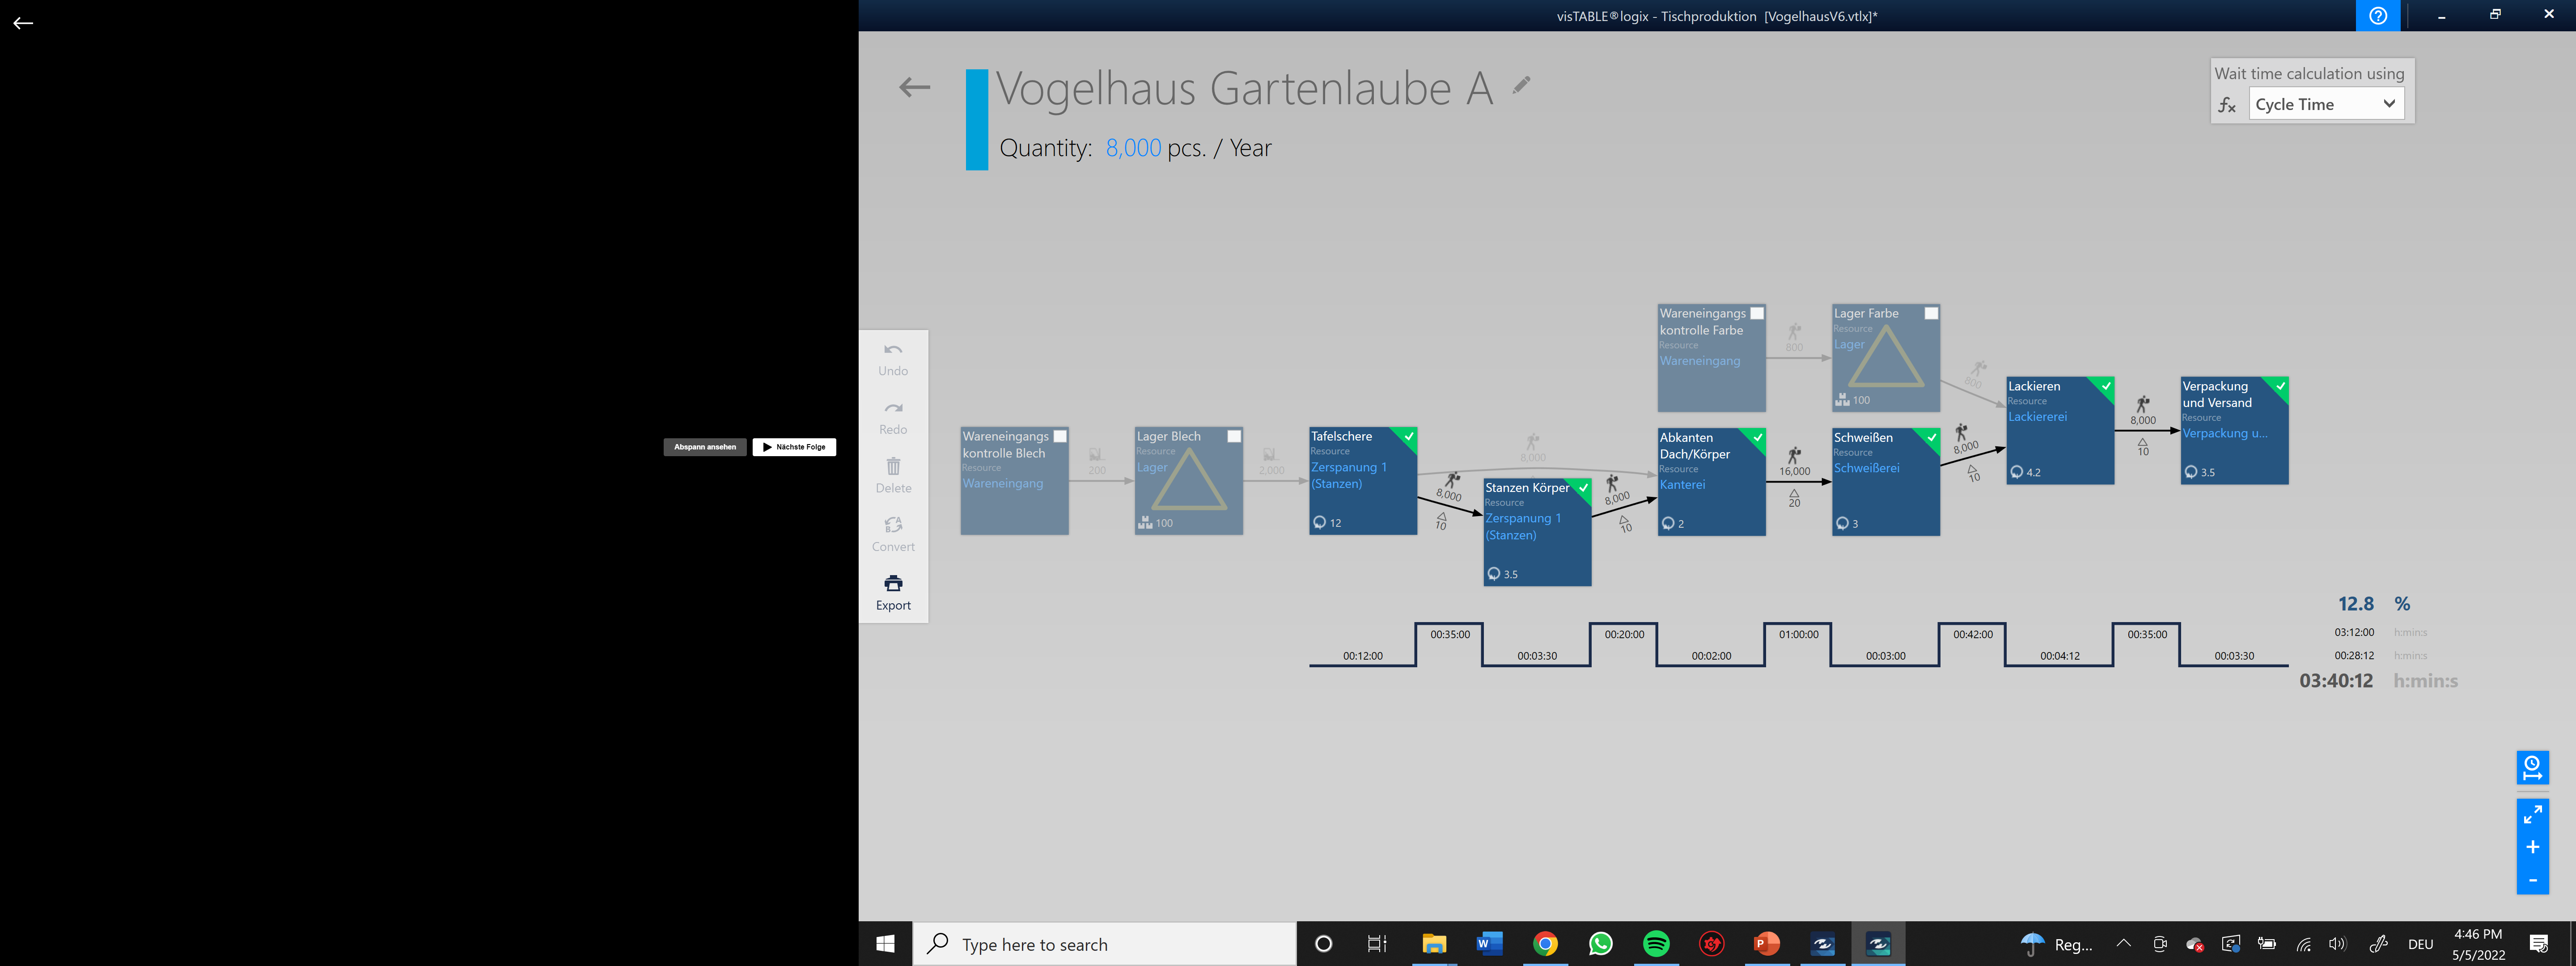 visTABLE®logix - Tischproduktion [VogelhausV6.vtlx]*
Vogelhaus Gartenlaube A
Quantity: 8,000 pcs. / Year
Wait time calculation using
fx Cycle Time
Undo
Redo
Delete
Convert
Export
Abspann ansehen
Nächste Folge
Wareneingangs
kontrolle Blech
Resource
Wareneingang
200
Lager Blech
Resource
Lager
100
2,000
Tafelschere
Resource
Zerspanung 1
(Stanzen)
12
8,000
8,000
10
Stanzen Körper
Resource
Zerspanung 1
(Stanzen)
3.5
8,000
10
Wareneingangs
kontrolle Farbe
Resource
Wareneingang
800
Lager Farbe
Resource
Lager
100
800
Abkanten
Dach/Körper
Resource
Kanterei
2
16,000
20
Schweißen
Resource
Schweißerei
3
8,000
10
Lackieren
Resource
Lackiererei
4.2
8,000
10
Verpackung
und Versand
Resource
Verpackung u...
3.5
00:12:00
00:35:00
00:03:30
00:20:00
00:02:00
01:00:00
00:03:00
00:42:00
00:04:12
00:35:00
00:03:30
12.8 %
03:12:00 h:min:s
00:28:12 h:min:s
03:40:12 h:min:s
Type here to search
Reg...
DEU
4:46 PM
5/5/2022